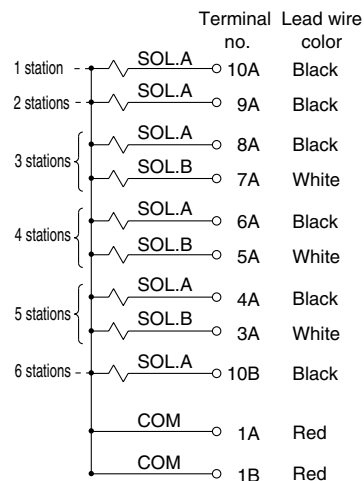 Terminal Lead wire
no. color
1 station SOL.A 10A Black
2 stations SOL.A 9A Black
SOL.A 8A Black
3 stations
SOL.B 7A White
SOL.A 6A Black
4 stations
SOL.B 5A White
SOL.A 4A Black
5 stations
SOL.B 3A White
6 stations SOL.A 10B Black
COM 1A Red
COM 1B Red